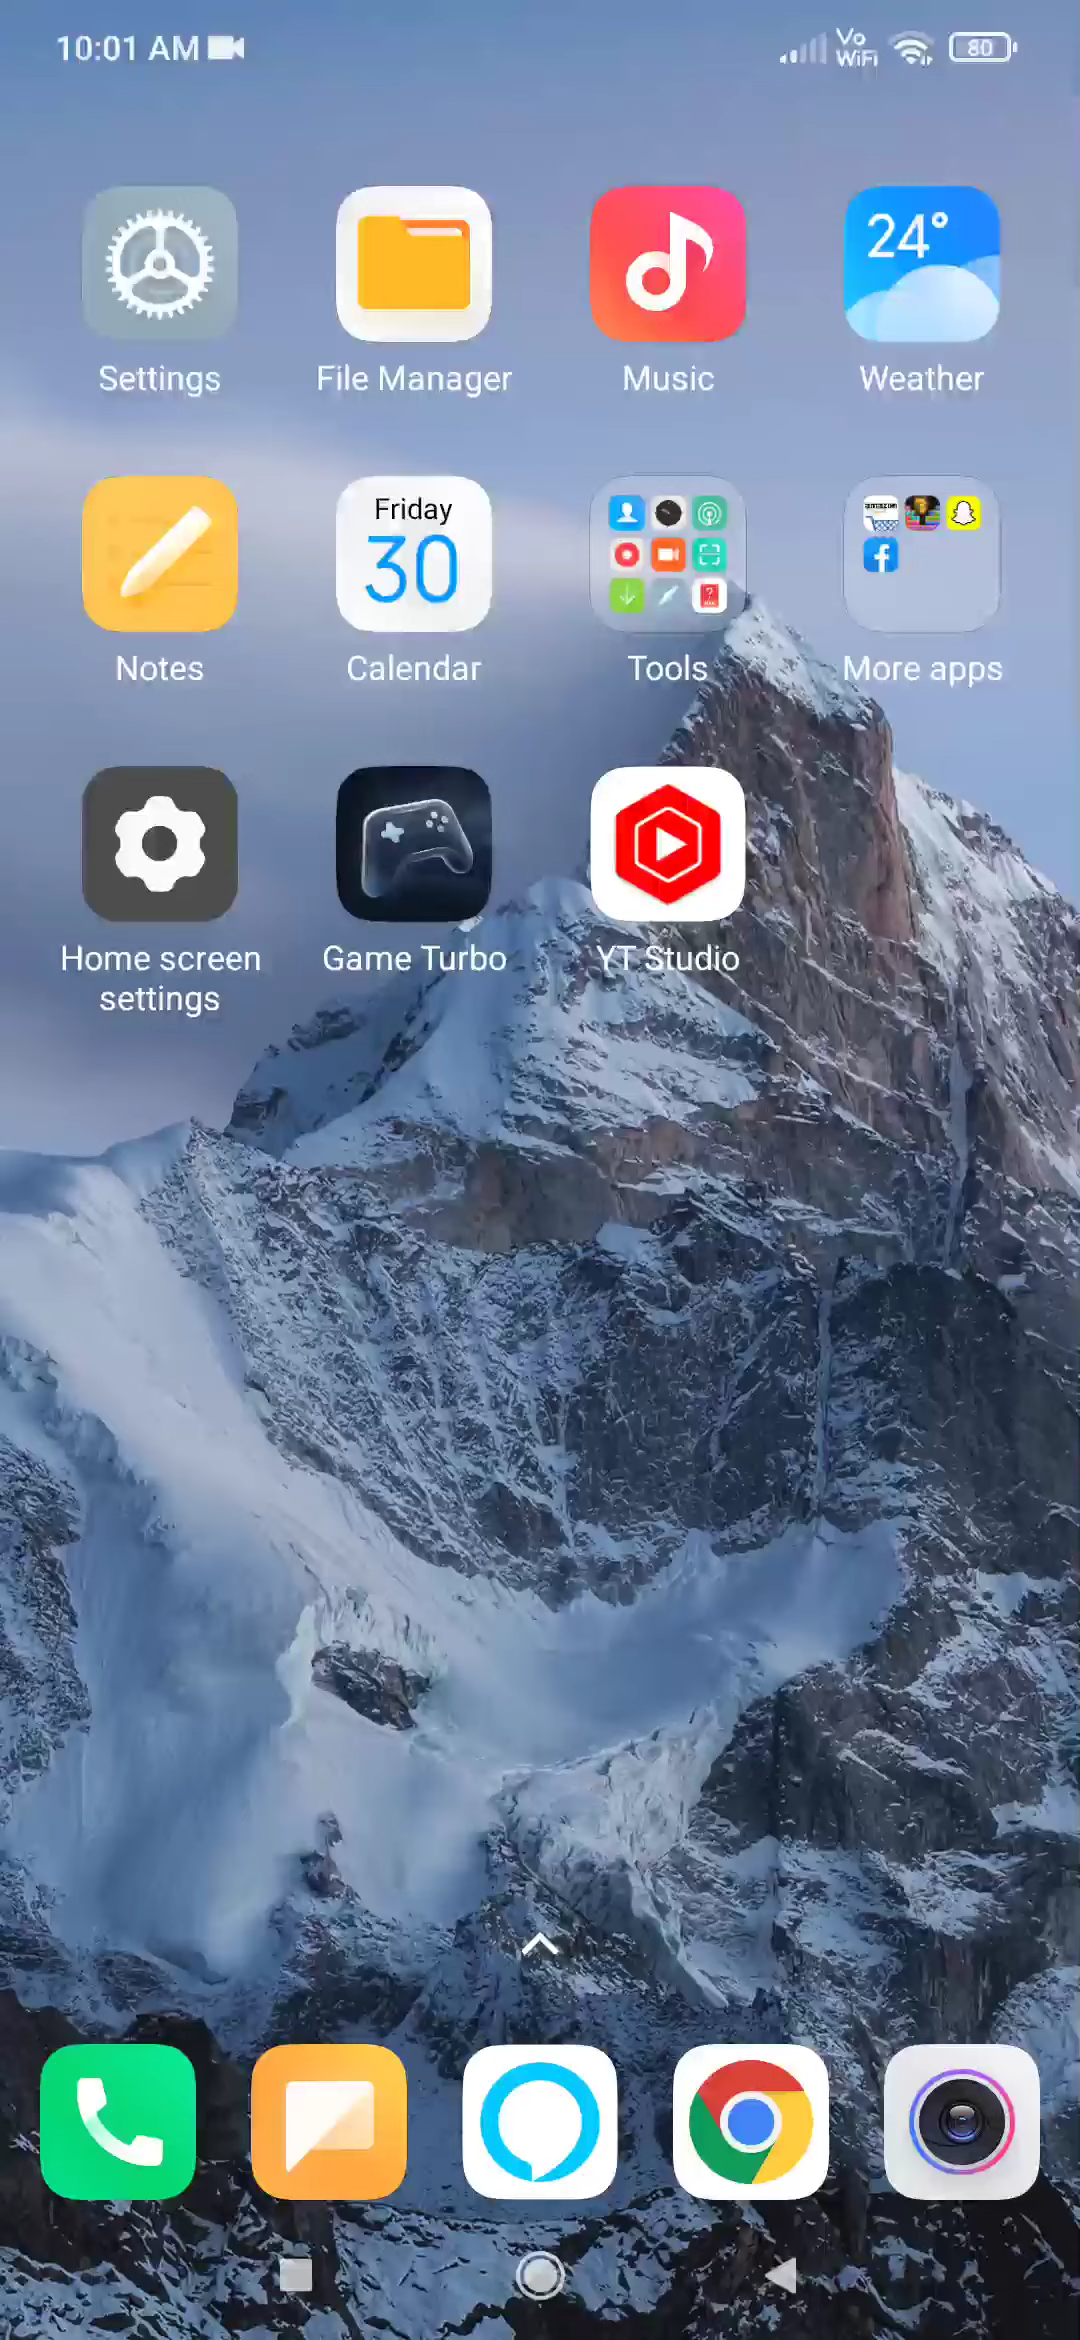 10:01 AM
Vo
WiFi
80
24°
Settings
File Manager
Music
Weather
Friday
30
Notes
Calendar
Tools
More apps
Home screen
settings
Game Turbo
YT Studio